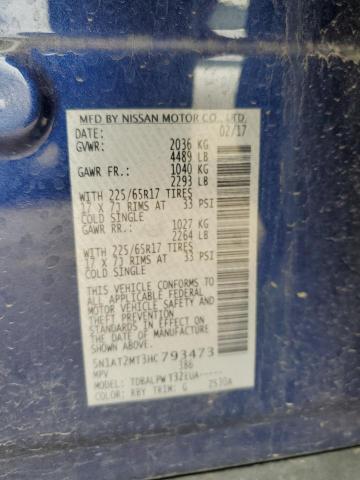 MFD BY NISSAN MOTOR CO., LTD.
DATE: 02/17
GVWR: 2036 KG
4489 LB
GAWR FR.: 1040 KG
2293 LB
WITH 225/65R17 TIRES
17 X 7J RIMS AT 33 PSI
COLD SINGLE
GAWR RR.: 1027 KG
2264 LB
WITH 225/65R17 TIRES
17 X 7J RIMS AT 33 PSI
COLD SINGLE
THIS VEHICLE CONFORMS TO
ALL APPLICABLE FEDERAL
MOTOR VEHICLE SAFETY
STANDARDS IN EFFECT ON
THE DATE OF MANUFACTURE
SHOWN ABOVE.
5N1AT2MT3HC793473
MPV 386
MODEL:
COLOR: RBY TRIM: G 2530A